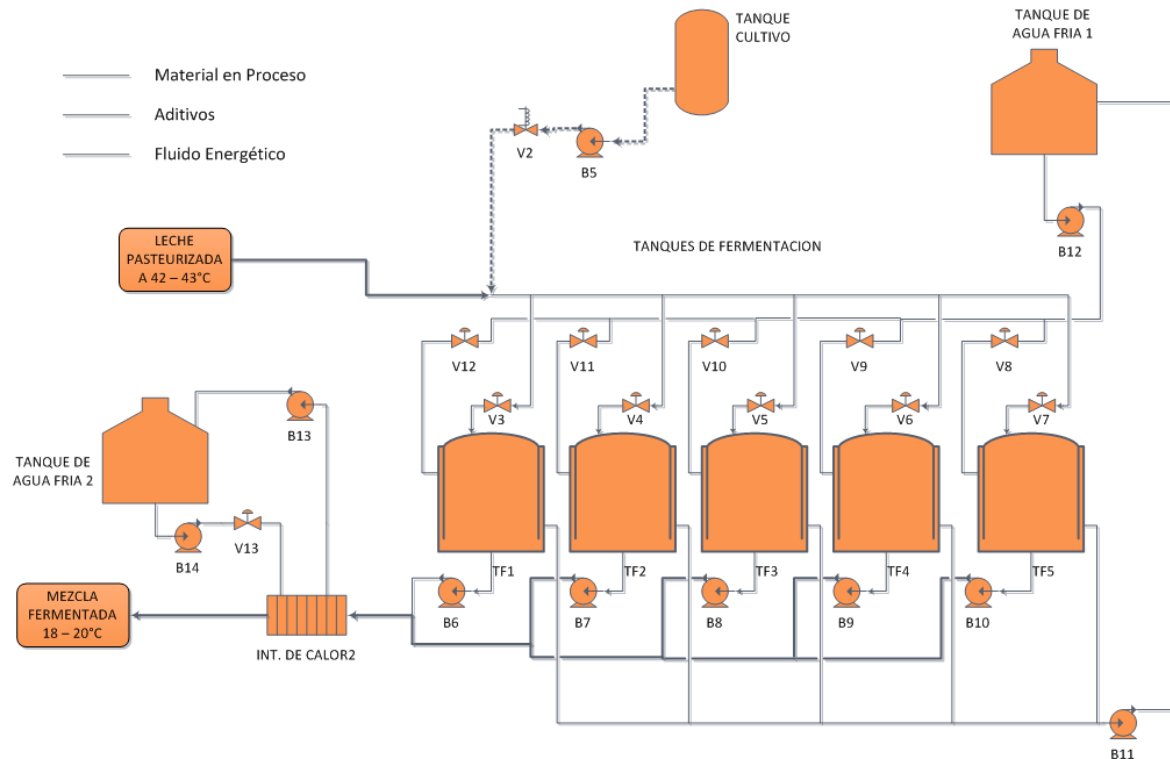 TANQUE
CULTIVO
TANQUE DE
AGUA FRIA 1
Material en Proceso
Aditivos
Fluido Energético
V2
B5
B12
LECHE
PASTEURIZADA
A 42 – 43°C
TANQUES DE FERMENTACION
V12
V11
V10
V9
V8
V3
V4
V5
V6
V7
B13
TANQUE DE
AGUA FRIA 2
V13
B14
TF1
TF2
TF3
TF4
TF5
MEZCLA
FERMENTADA
18 – 20°C
B6
B7
B8
B9
B10
INT. DE CALOR2
B11